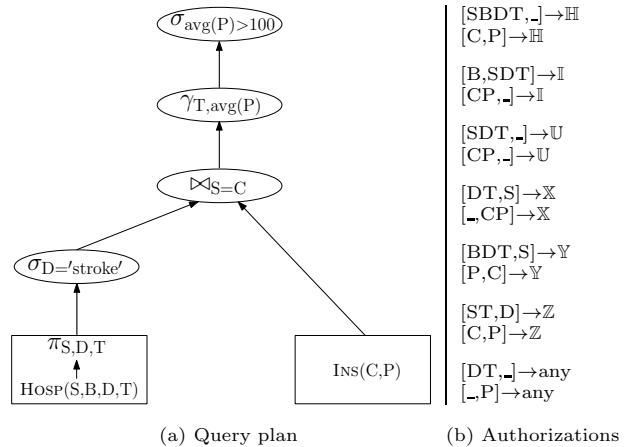 σavg(P)>100
γT,avg(P)
⋈S=C
σD='stroke'
πS,D,T
HOSP(S,B,D,T)
INS(C,P)
(a) Query plan
[SBDT,_]→ℍ
[C,P]→ℍ
[B,SDT]→𝕀
[CP,_]→𝕀
[SDT,_]→𝕌
[CP,_]→𝕌
[DT,S]→𝕏
[_,CP]→𝕏
[BDT,S]→𝕐
[P,C]→𝕐
[ST,D]→ℤ
[C,P]→ℤ
[DT,_]→any
[_,P]→any
(b) Authorizations